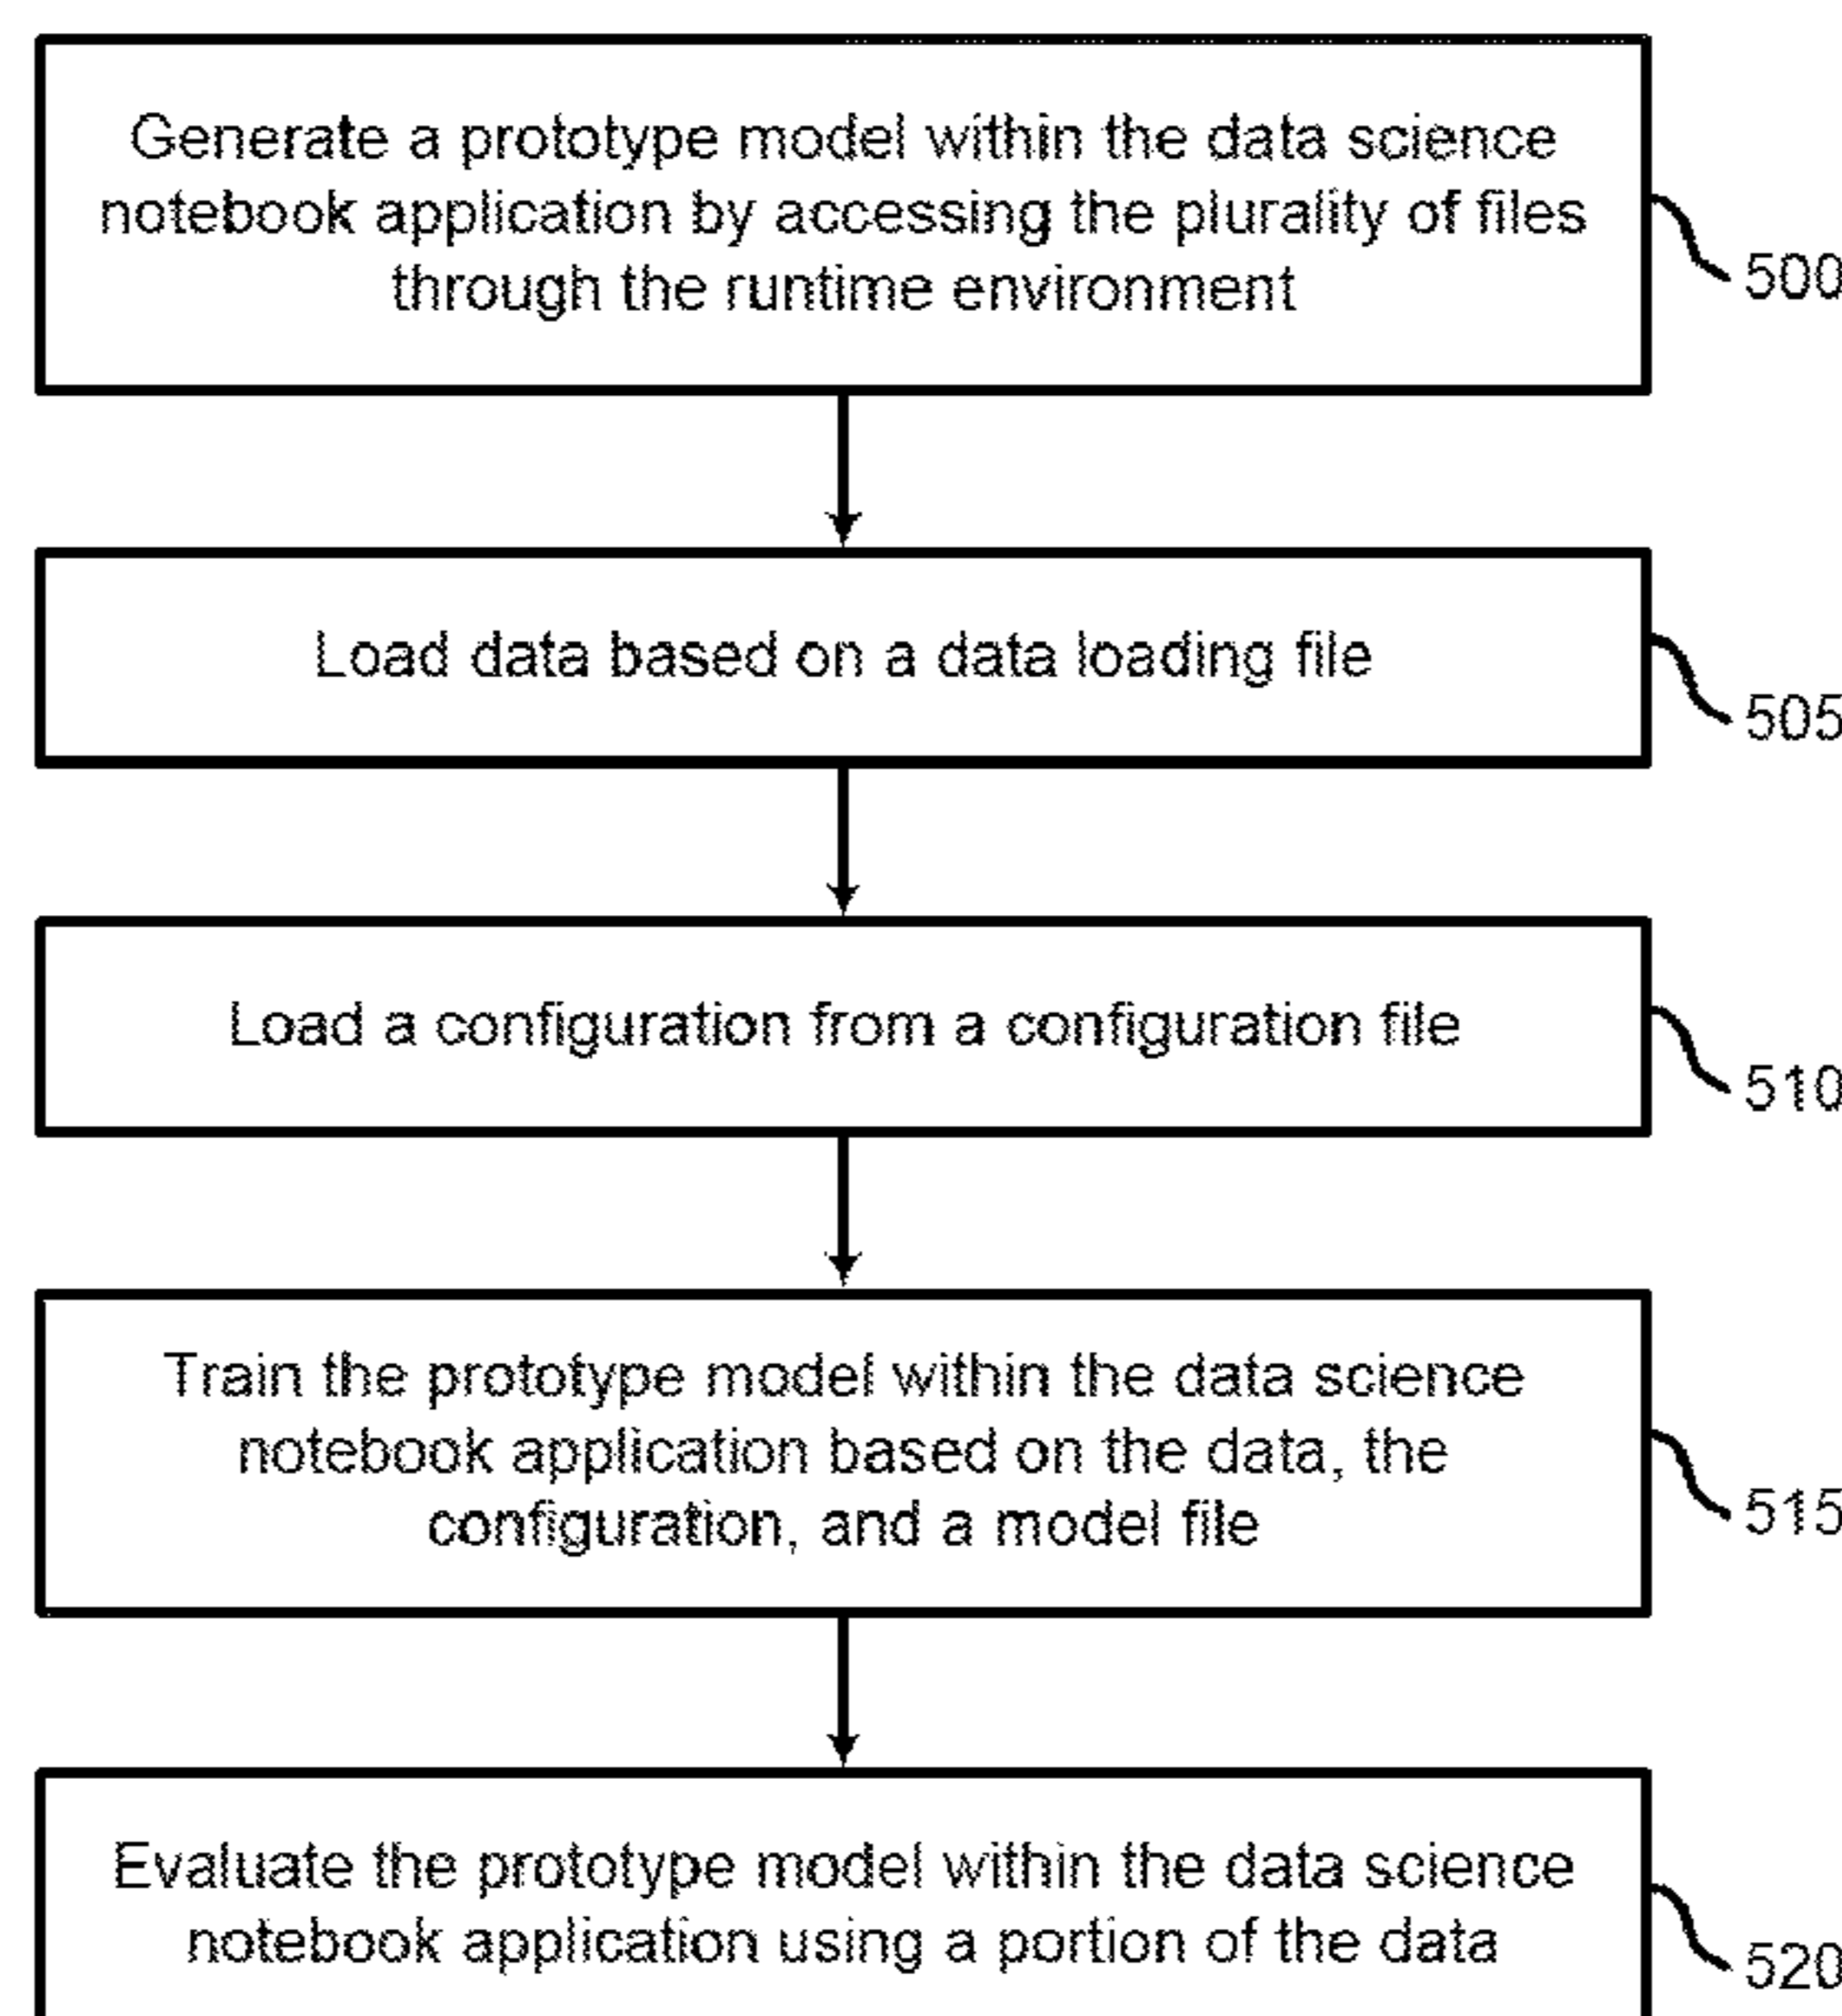 Generate a prototype model within the data science
notebook application by accessing the plurality of files
through the runtime environment
500
Load data based on a data loading file
505
Load a configuration from a configuration file
510
Train the prototype model within the data science
notebook application based on the data, the
configuration, and a model file
515
Evaluate the prototype model within the data science
notebook application using a portion of the data
520